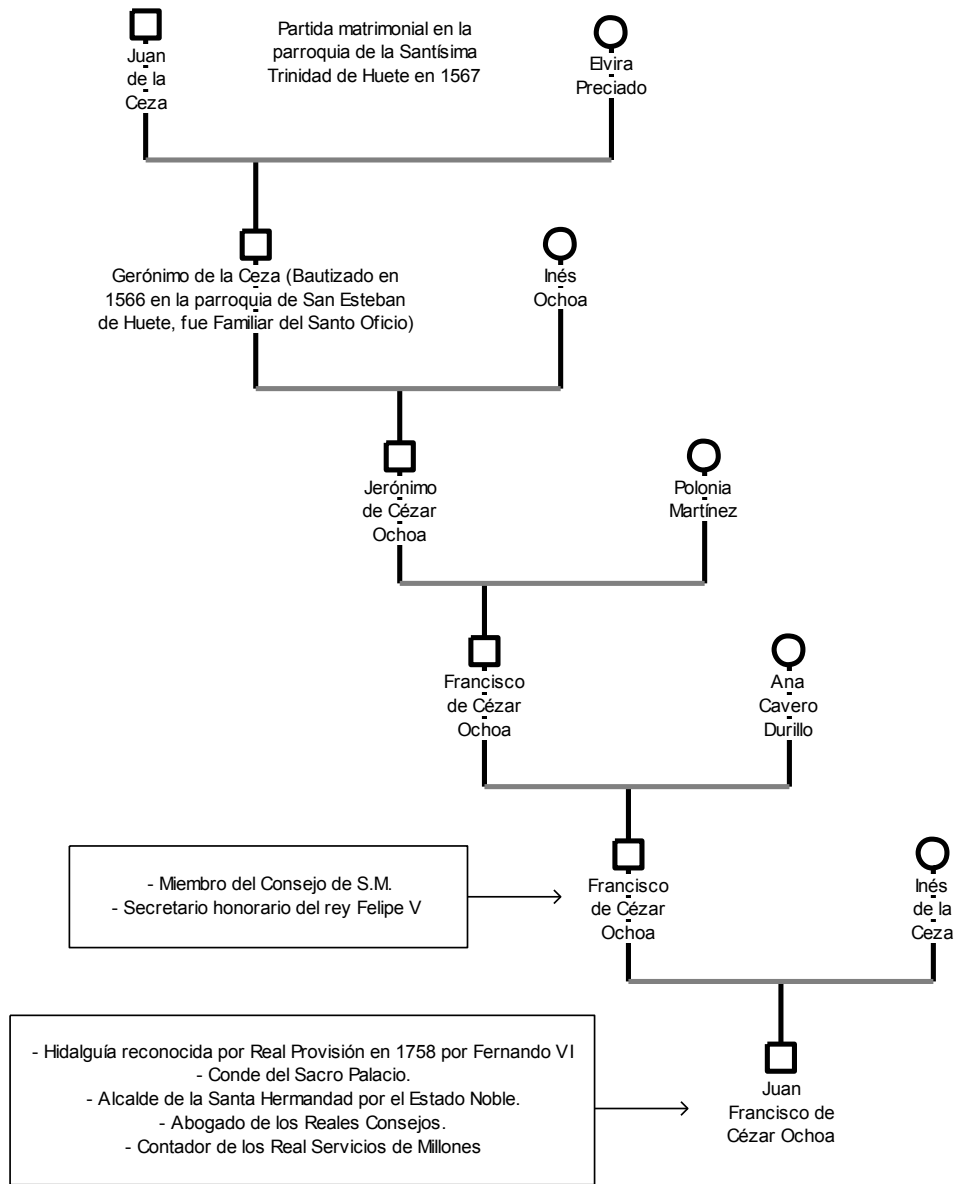 Juan
de la
Ceza
Partida matrimonial en la
parroquia de la Santísima
Trinidad de Huete en 1567
Elvira
Preciado
Gerónimo de la Ceza (Bautizado en
1566 en la parroquia de San Esteban
de Huete, fue Familiar del Santo Oficio)
Inés
Ochoa
Jerónimo
de Cézar
Ochoa
Polonia
Martínez
Francisco
de Cézar
Ochoa
Ana
Cavero
Durillo
- Miembro del Consejo de S.M.
- Secretario honorario del rey Felipe V
Francisco
de Cézar
Ochoa
Inés
de la
Ceza
- Hidalguía reconocida por Real Provisión en 1758 por Fernando VI
- Conde del Sacro Palacio.
- Alcalde de la Santa Hermandad por el Estado Noble.
- Abogado de los Reales Consejos.
- Contador de los Real Servicios de Millones
Juan
Francisco de
Cézar Ochoa